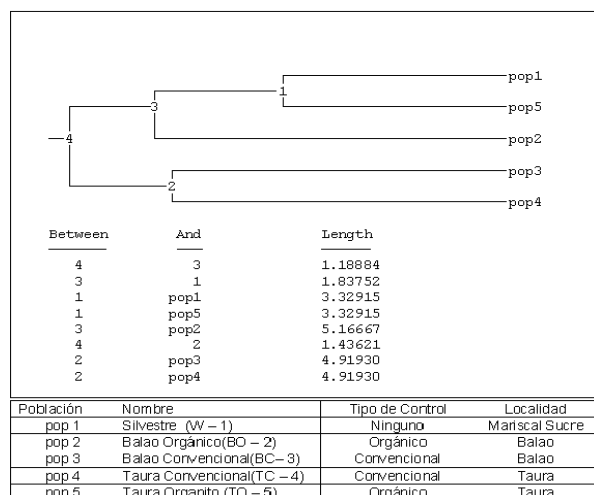 pop1
1
pop5
3
4
pop2
pop3
2
pop4
Between And Length
4 3 1.18884
3 1 1.83752
1 pop1 3.32915
1 pop5 3.32915
3 pop2 5.16667
4 2 1.43621
2 pop3 4.91930
2 pop4 4.91930
Población Nombre Tipo de Control Localidad
pop 1 Silvestre (W – 1) Ninguno Mariscal Sucre
pop 2 Balao Orgánico(BO – 2) Orgánico Balao
pop 3 Balao Convencional(BC– 3) Convencional Balao
pop 4 Taura Convencional(TC – 4) Convencional Taura
pop 5 Taura Organito (TO – 5) Orgánico Taura